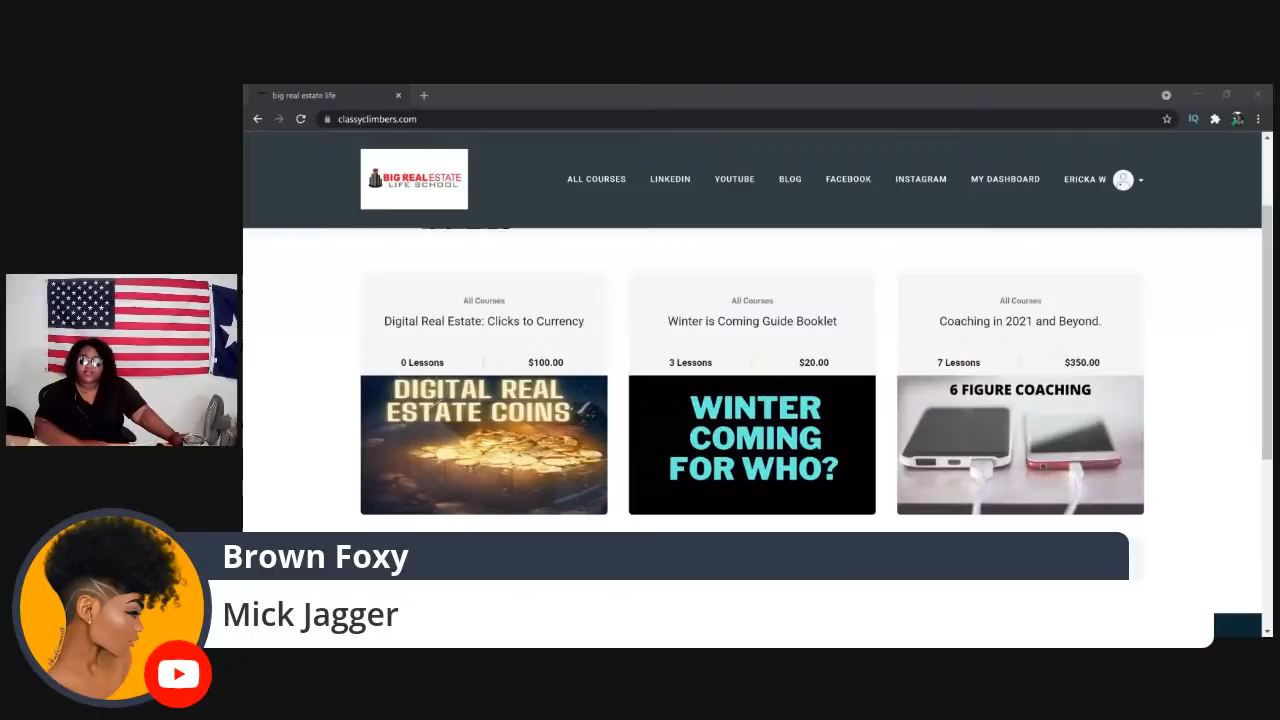 big real estate life
classyclimbers.com
IQ
BIG REAL ESTATE
LIFE SCHOOL
ALL COURSES
LINKEDIN
YOUTUBE
BLOG
FACEBOOK
INSTAGRAM
MY DASHBOARD
ERICKA W
All Courses
Digital Real Estate: Clicks to Currency
0 Lessons
$100.00
DIGITAL REAL
ESTATE COINS
All Courses
Winter is Coming Guide Booklet
3 Lessons
$20.00
WINTER
COMING
FOR WHO?
All Courses
Coaching in 2021 and Beyond.
7 Lessons
$350.00
6 FIGURE COACHING
Brown Foxy
Mick Jagger